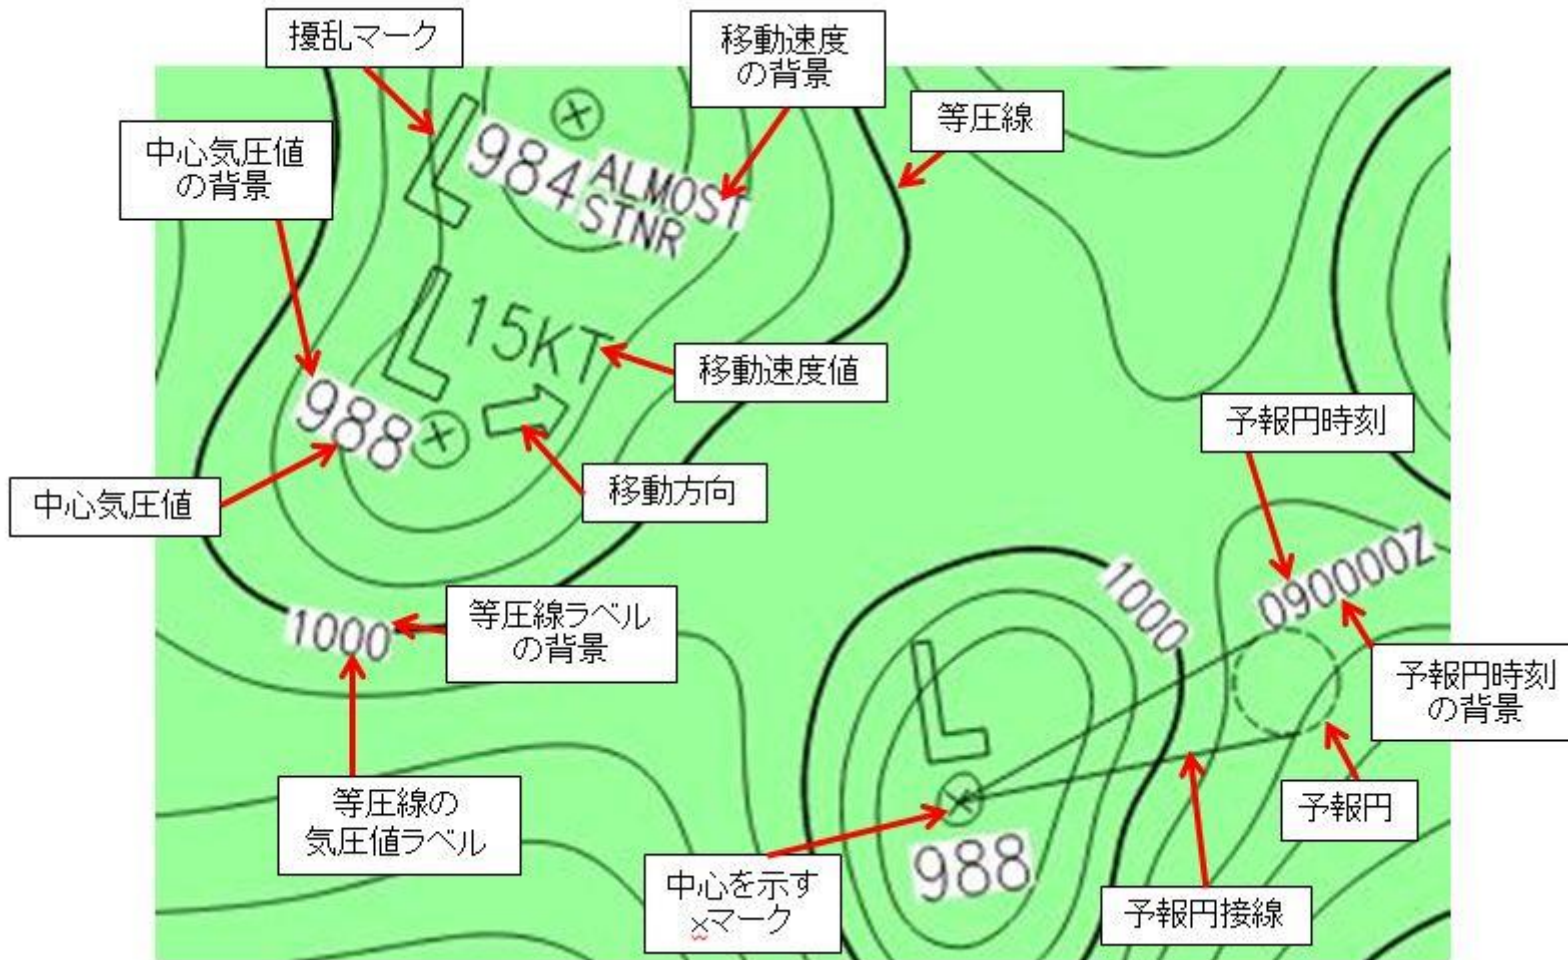 擾乱マーク
移動速度
の背景
等圧線
中心気圧値
の背景
984
ALMOST
STNR
15KT
移動速度値
988
中心気圧値
移動方向
予報円時刻
090000Z
1000
等圧線ラベル
の背景
1000
予報円時刻
の背景
等圧線の
気圧値ラベル
予報円
988
中心を示す
×マーク
予報円接線
L
L
L